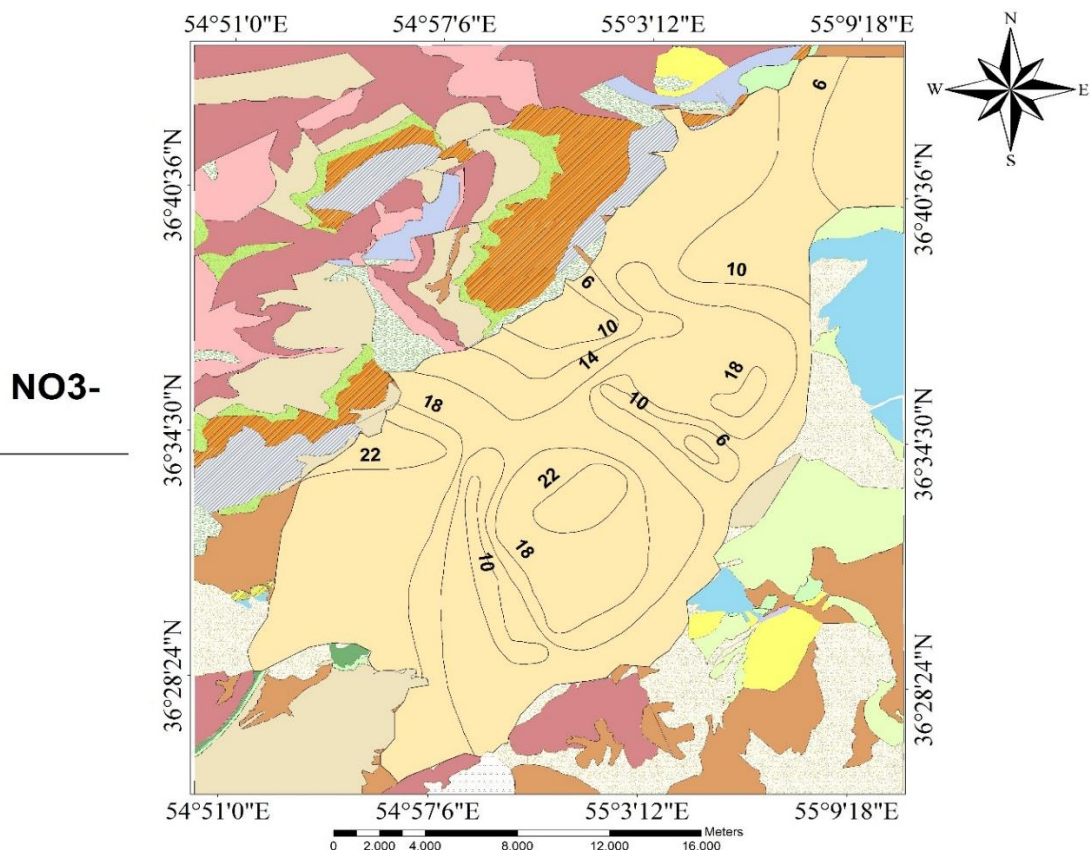 54°51'0"E 54°57'6"E 55°3'12"E 55°9'18"E
N
W E
S
36°40'36"N 36°40'36"N
6
10
6
10
14
18
10
18
NO3-
36°34'30"N 36°34'30"N
6
22
22
18
10
36°28'24"N 36°28'24"N
54°51'0"E 54°57'6"E 55°3'12"E 55°9'18"E
Meters
0 2.000 4.000 8.000 12.000 16.000